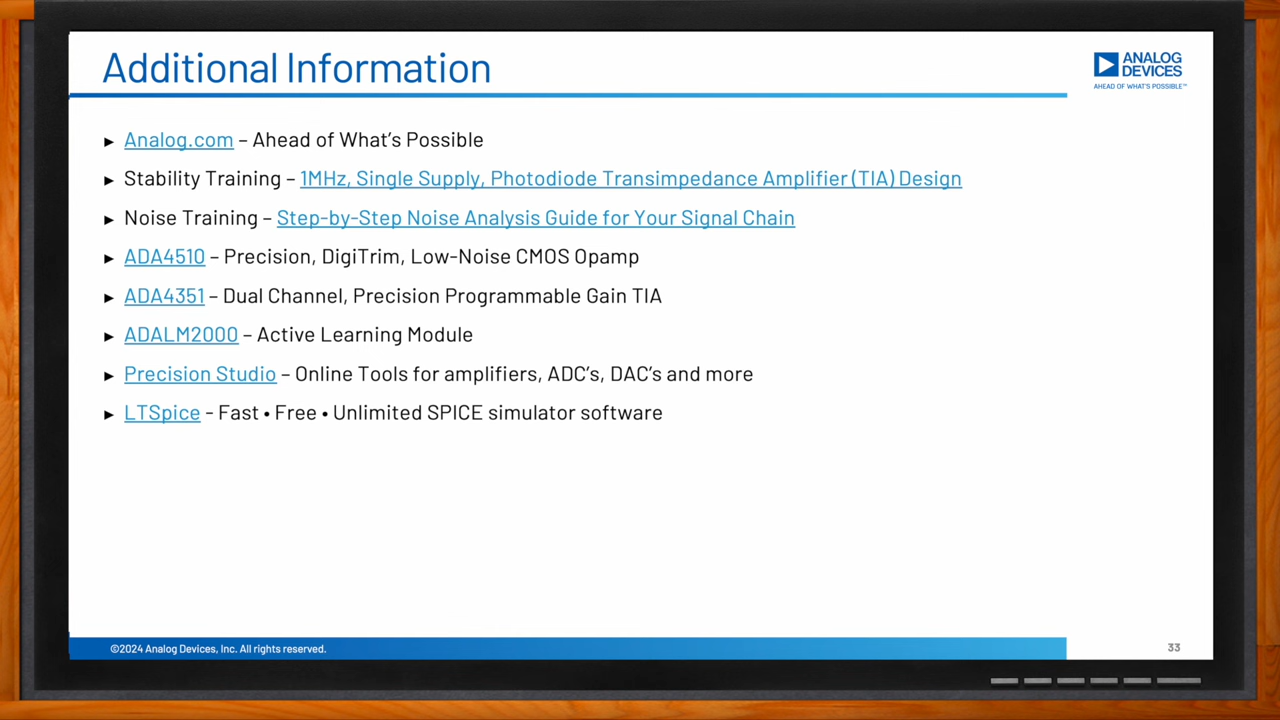 Additional Information
ANALOG
DEVICES
AHEAD OF WHAT'S POSSIBLE™
► Analog.com – Ahead of What's Possible
► Stability Training – 1MHz, Single Supply, Photodiode Transimpedance Amplifier (TIA) Design
► Noise Training – Step-by-Step Noise Analysis Guide for Your Signal Chain
► ADA4510 – Precision, DigiTrim, Low-Noise CMOS Opamp
► ADA4351 – Dual Channel, Precision Programmable Gain TIA
► ADALM2000 – Active Learning Module
► Precision Studio – Online Tools for amplifiers, ADC's, DAC's and more
► LTSpice - Fast • Free • Unlimited SPICE simulator software
©2024 Analog Devices, Inc. All rights reserved.
33